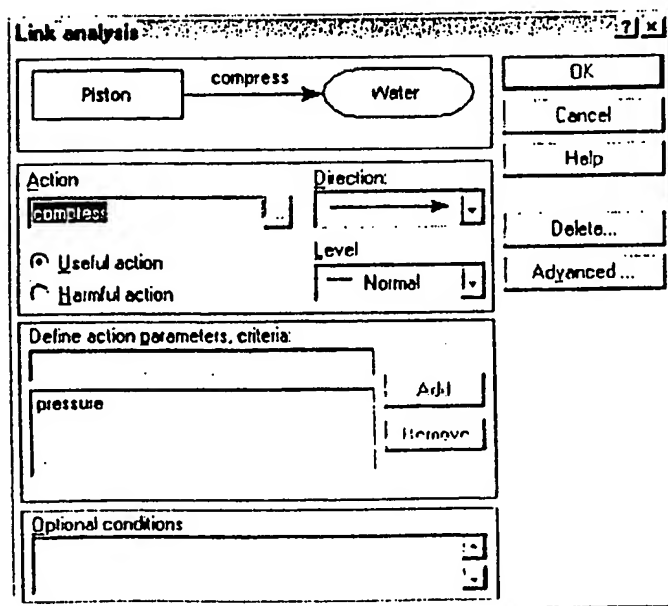 Link analysis ? ×
Piston compress Water
OK
Cancel
Help
Delete...
Advanced ...
Action
compress ...
Direction:
Useful action
Harmful action
Level
Normal
Define action parameters, criteria:
pressure
Add
Remove
Optional conditions